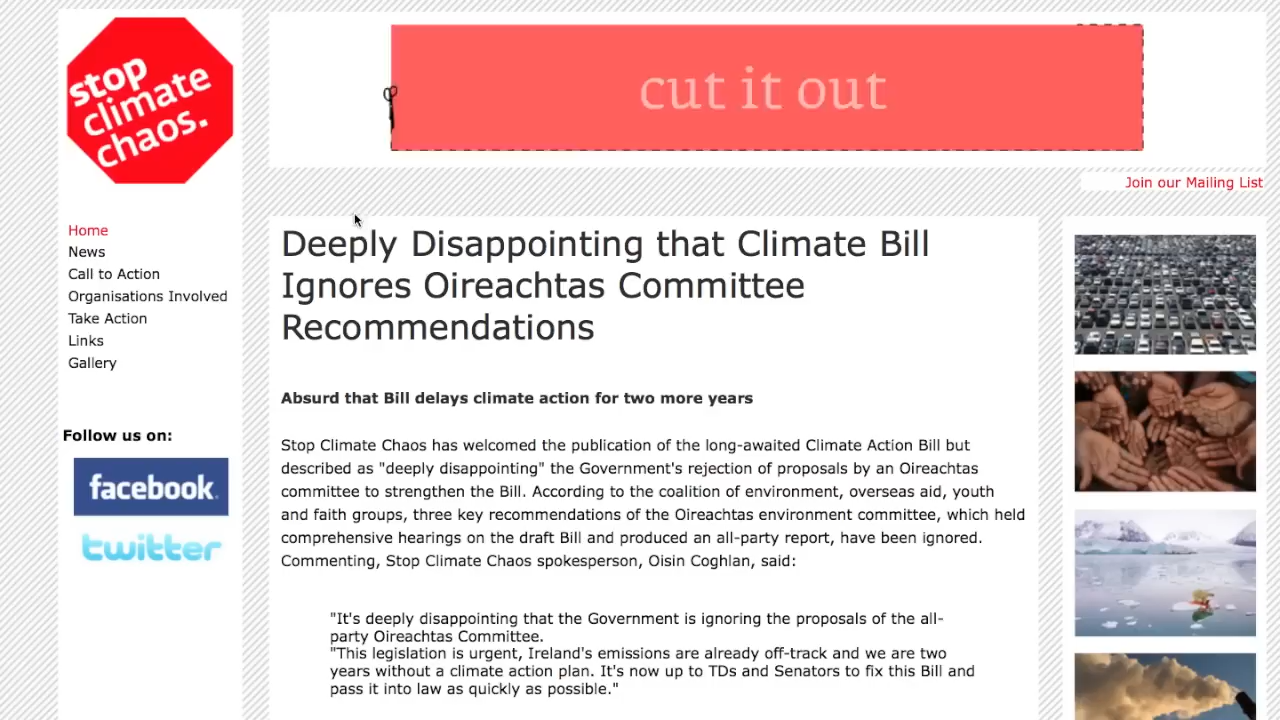 stop
climate
chaos.
cut it out
Join our Mailing List
Home
News
Call to Action
Organisations Involved
Take Action
Links
Gallery
Follow us on:
facebook.
twitter
Deeply Disappointing that Climate Bill
Ignores Oireachtas Committee
Recommendations
Absurd that Bill delays climate action for two more years
Stop Climate Chaos has welcomed the publication of the long-awaited Climate Action Bill but
described as "deeply disappointing" the Government's rejection of proposals by an Oireachtas
committee to strengthen the Bill. According to the coalition of environment, overseas aid, youth
and faith groups, three key recommendations of the Oireachtas environment committee, which held
comprehensive hearings on the draft Bill and produced an all-party report, have been ignored.
Commenting, Stop Climate Chaos spokesperson, Oisin Coghlan, said:
"It's deeply disappointing that the Government is ignoring the proposals of the all-
party Oireachtas Committee.
"This legislation is urgent, Ireland's emissions are already off-track and we are two
years without a climate action plan. It's now up to TDs and Senators to fix this Bill and
pass it into law as quickly as possible."